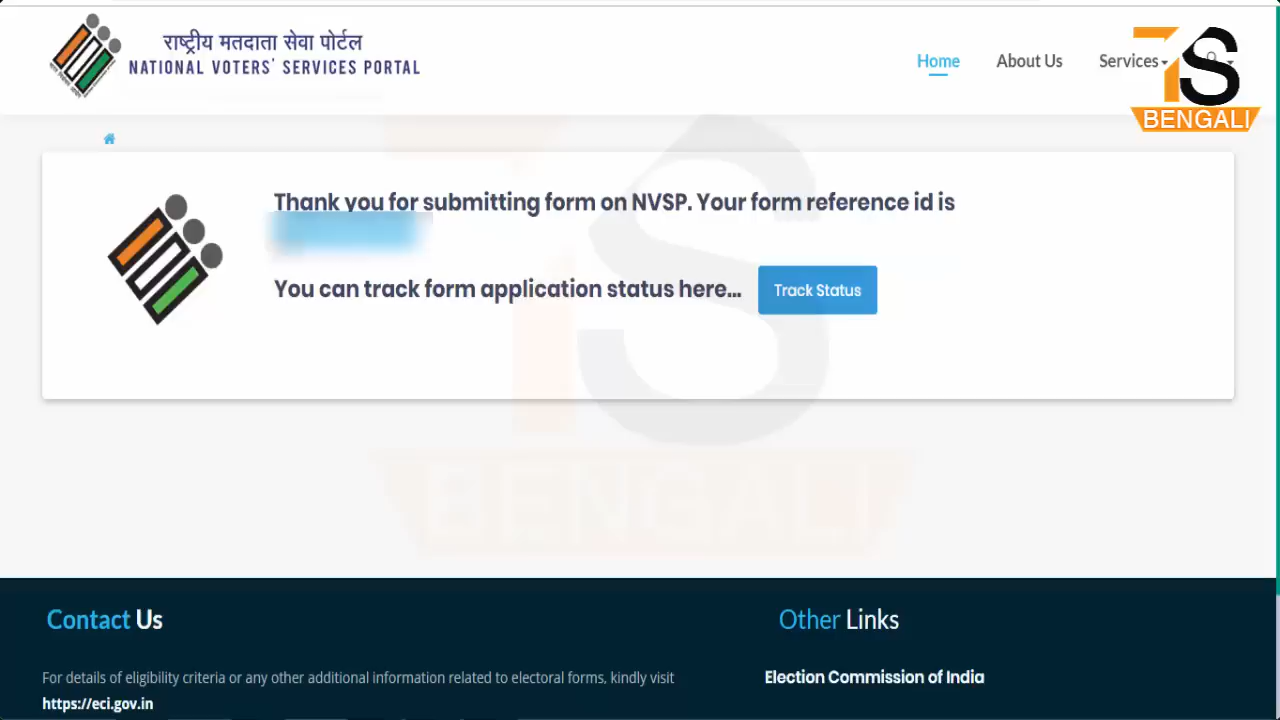 राष्ट्रीय मतदाता सेवा पोर्टल
NATIONAL VOTERS' SERVICES PORTAL
Home About Us Services
7S
BENGALI
Thank you for submitting form on NVSP. Your form reference id is
You can track form application status here... Track Status
7S
BENGALI
Contact Us
Other Links
For details of eligibility criteria or any other additional information related to electoral forms, kindly visit
https://eci.gov.in
Election Commission of India